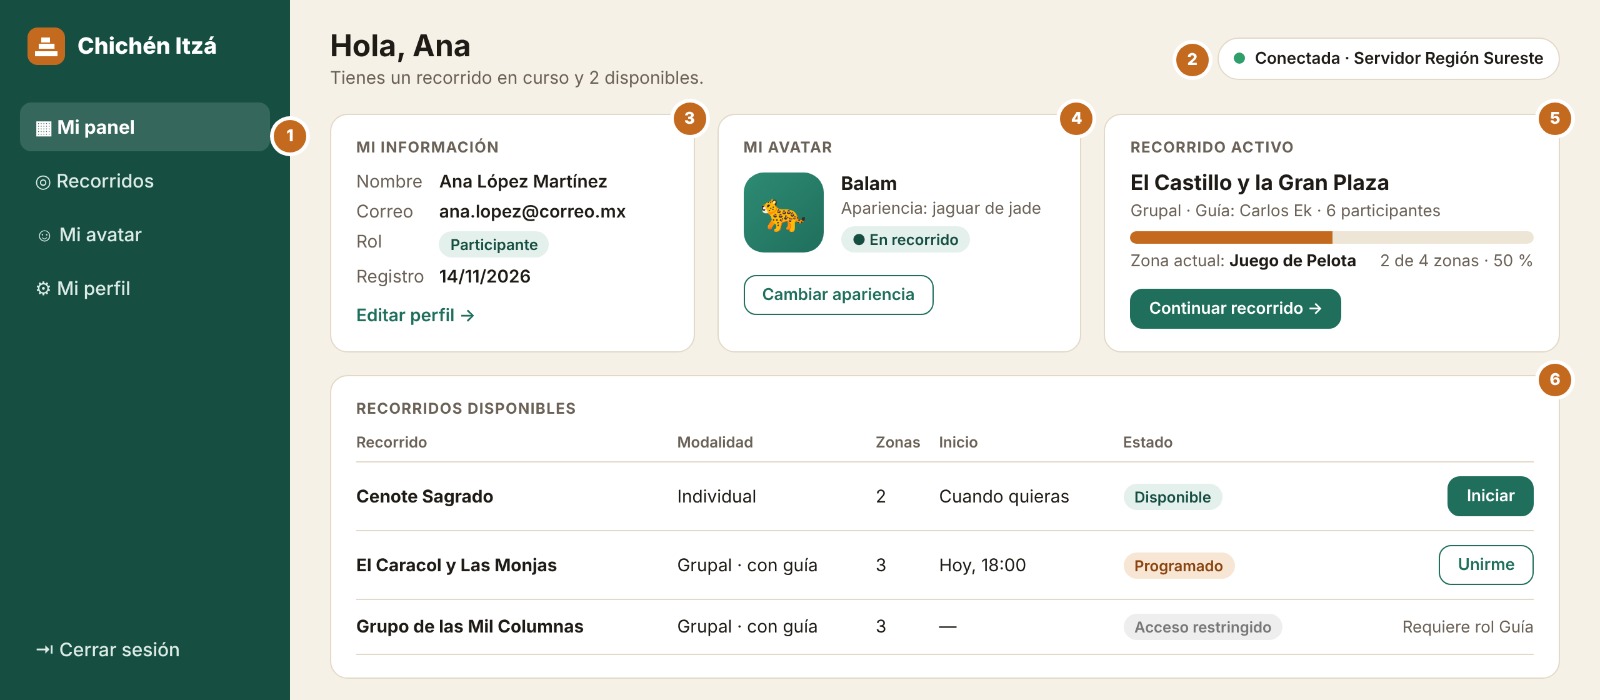 Chichén Itzá
Mi panel
1
Recorridos
Mi avatar
Mi perfil
Cerrar sesión
Hola, Ana
Tienes un recorrido en curso y 2 disponibles.
2
Conectada · Servidor Región Sureste
3
MI INFORMACIÓN
Nombre Ana López Martínez
Correo ana.lopez@correo.mx
Rol Participante
Registro 14/11/2026
Editar perfil →
4
MI AVATAR
Balam
Apariencia: jaguar de jade
En recorrido
Cambiar apariencia
5
RECORRIDO ACTIVO
El Castillo y la Gran Plaza
Grupal · Guía: Carlos Ek · 6 participantes
Zona actual: Juego de Pelota 2 de 4 zonas · 50 %
Continuar recorrido →
6
RECORRIDOS DISPONIBLES
Recorrido Modalidad Zonas Inicio Estado
Cenote Sagrado Individual 2 Cuando quieras Disponible Iniciar
El Caracol y Las Monjas Grupal · con guía 3 Hoy, 18:00 Programado Unirme
Grupo de las Mil Columnas Grupal · con guía 3 — Acceso restringido Requiere rol Guía